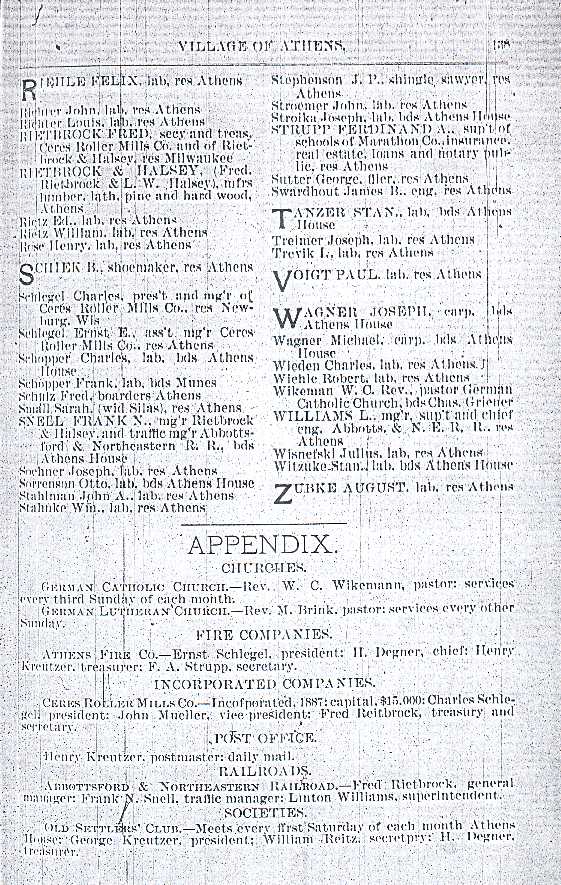 VILLAGE OF ATHENS, 138
RIEHLE FELIX, lab, res Athens
Richter John, lab, res Athens
Richter Louis, lab, res Athens
RIETBROCK FRED, secy and treas,
Ceres Roller Mills Co. and of Riet-
brock & Halsey, res Milwaukee
RIETBROCK & HALSEY, (Fred.
Rietbrock & L. W. Halsey), mfrs
lumber, lath, pine and hard wood,
Athens
Rietz Ed., lab, res Athens
Rietz William, lab, res Athens
Rose Henry, lab, res Athens
SCHIEK B., shoemaker, res Athens
Schlegel Charles, pres't and mg'r of
Ceres Roller Mills Co., res New-
burg, Wis
Schlegel Ernst E., ass't mg'r Ceres
Roller Mills Co., res Athens
Schopper Charles, lab, bds Athens
House
Schopper Frank, lab, bds Munes
Schulz Fred, boarders Athens
Small Sarah, (wid Silas), res Athens
SNELL FRANK N., mg'r Rietbrock
& Halsey, and traffic mg'r Abbotts-
ford & Northeastern R. R., bds
Athens House
Sochner Joseph, lab, res Athens
Sorrenson Otto, lab, bds Athens House
Stahlman John A., lab, res Athens
Stahnke Wm., lab, res Athens
Stephenson J. P., shingle sawyer, res
Athens
Stroemer John, lab, res Athens
Stroika Joseph, lab, bds Athens House
STRUPP FERDINAND A., sup't of
schools of Marathon Co., insurance,
real estate, loans and notary pub-
lic, res Athens
Sutter George, filer, res Athens
Swardhout James B., eng, res Athens
TANZER STAN., lab, bds Athens
House
Treimer Joseph, lab, res Athens
Trevik I., lab, res Athens
VOIGT PAUL, lab, res Athens
WAGNER JOSEPH, carp, bds
Athens House
Wagner Michael, carp, bds Athens
House
Wieden Charles, lab, res Athens
Wiehle Robert, lab, res Athens
Wikeman W. C. Rev., pastor German
Catholic Church, bds Chas. Griener
WILLIAMS L., mg'r, sup't and chief
eng. Abbotts, & N. E. R. R., res
Athens
Wisnefski Julius, lab, res Athens
Witzuke Stan., lab, bds Athens House
ZUBKE AUGUST, lab, res Athens
APPENDIX.
CHURCHES.
GERMAN CATHOLIC CHURCH.—Rev. W. C. Wikemann, pastor: services
every third Sunday of each month.
GERMAN LUTHERAN CHURCH.—Rev. M. Brink, pastor: services every other
Sunday.
FIRE COMPANIES.
ATHENS FIRE CO.—Ernst Schlegel, president: H. Degner, chief: Henry
Kreutzer, treasurer: F. A. Strupp, secretary.
INCORPORATED COMPANIES.
CERES ROLLER MILLS CO.—Incorporated, 1887: capital, $15,000: Charles Schle-
gel president: John Mueller, vice-president: Fred Reitbrock, treasury and
secretary.
POST OFFICE.
Henry Kreutzer, postmaster: daily mail.
RAILROADS.
ABBOTTSFORD & NORTHEASTERN RAILROAD.—Fred Rietbrock, general
manager: Frank N. Snell, traffic manager: Linton Williams, superintendent.
SOCIETIES.
OLD SETTLERS' CLUB.—Meets every first Saturday of each month Athens
House: George Kreutzer, president: William Reitz, secretpry: H. Degner,
treasurer.